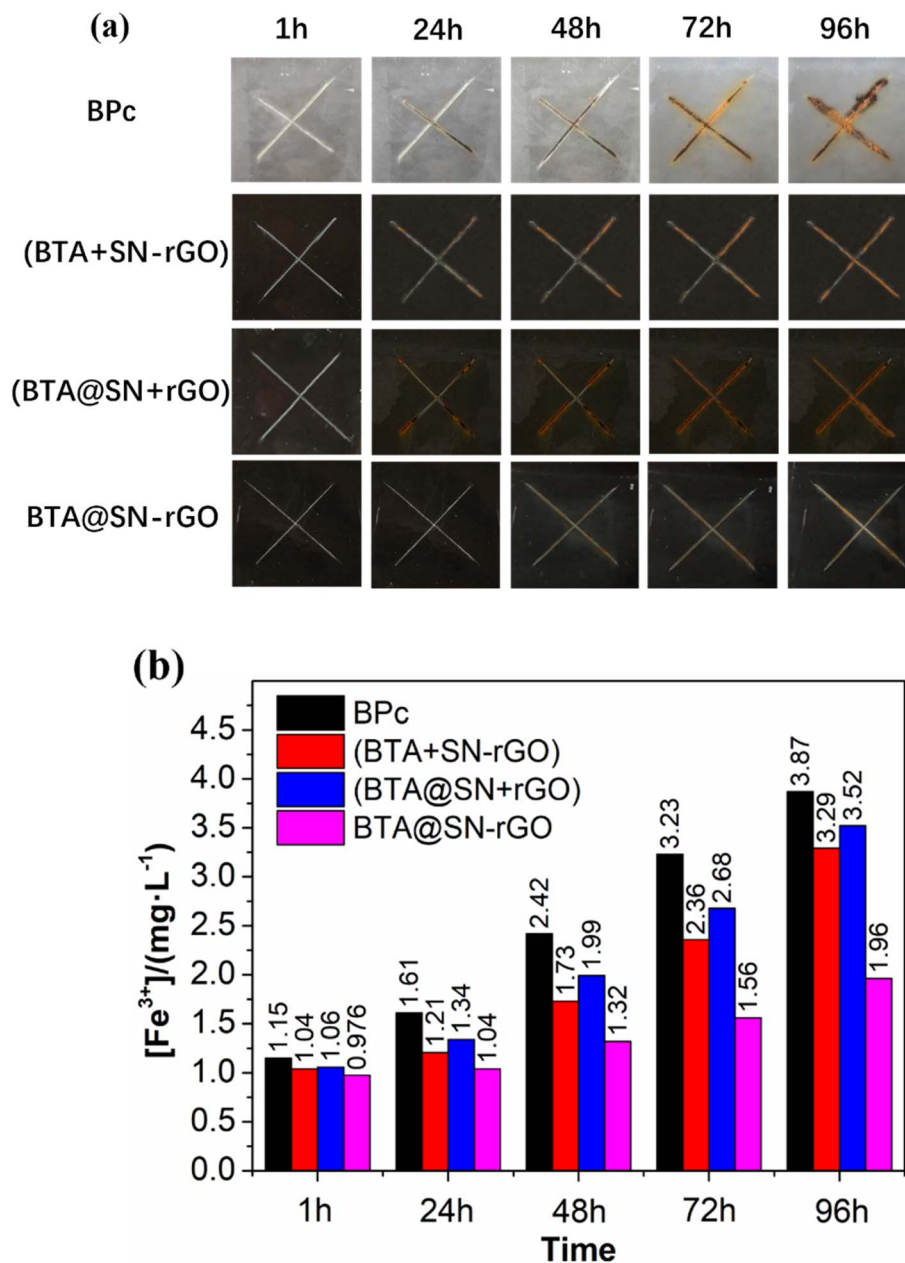 (a) 1h 24h 48h 72h 96h
BPc
(BTA+SN-rGO)
(BTA@SN+rGO)
BTA@SN-rGO
(b)
BPc
(BTA+SN-rGO)
(BTA@SN+rGO)
BTA@SN-rGO
[Fe³⁺]/(mg·L⁻¹)
4.5
4.0
3.5
3.0
2.5
2.0
1.5
1.0
0.5
0.0
1.15
1.04
1.06
0.976
1.61
1.21
1.34
1.04
2.42
1.73
1.99
1.32
3.23
2.36
2.68
1.56
3.87
3.29
3.52
1.96
1h 24h 48h 72h 96h
Time